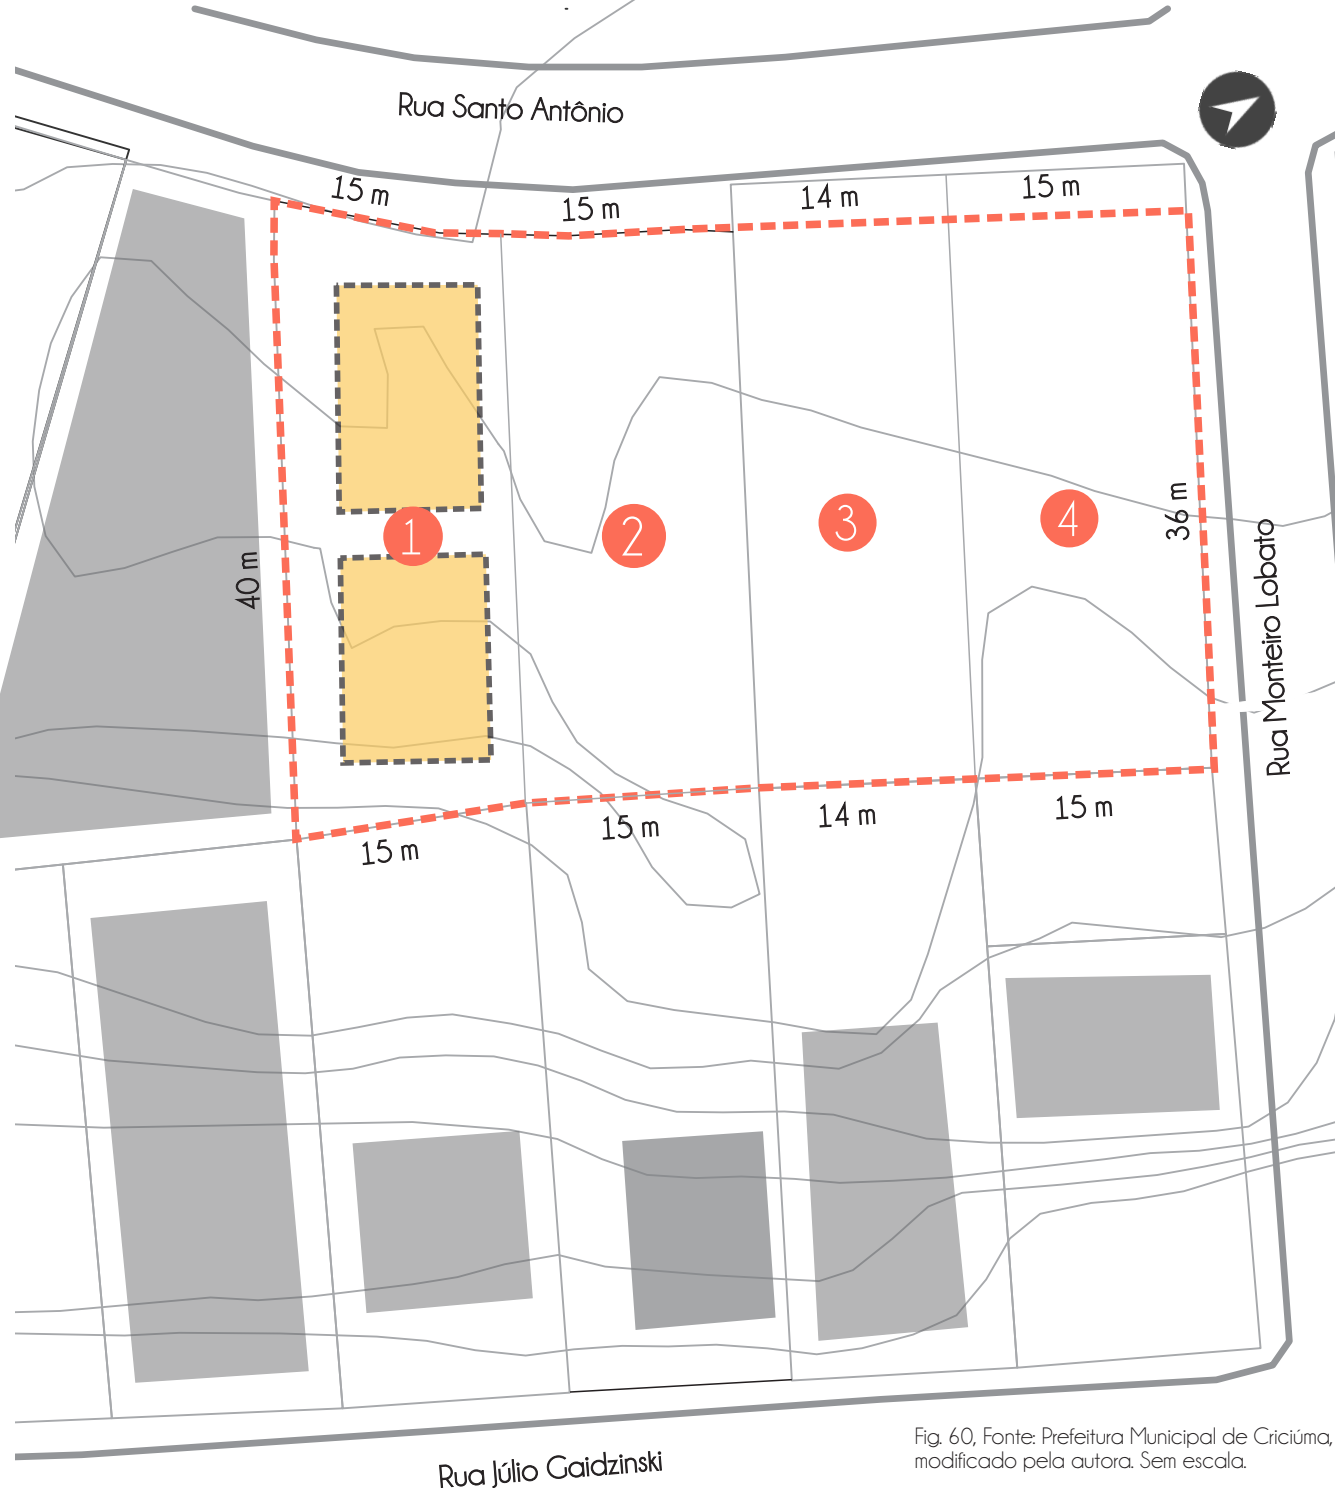 Rua Santo Antônio
15 m
15 m
14 m
15 m
1
2
3
4
40 m
36 m
Rua Monteiro Lobato
15 m
15 m
14 m
15 m
Rua Júlio Gaidzinski
Fig. 60, Fonte: Prefeitura Municipal de Criciúma,
modificado pela autora. Sem escala.